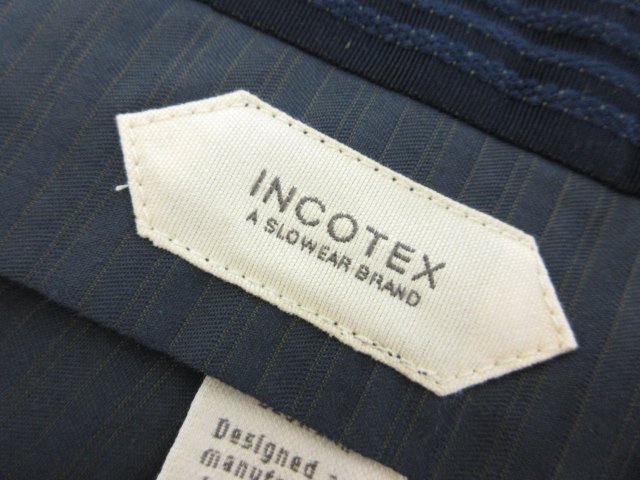 INCOTEX
A SLOWEAR BRAND
Designed
manufa